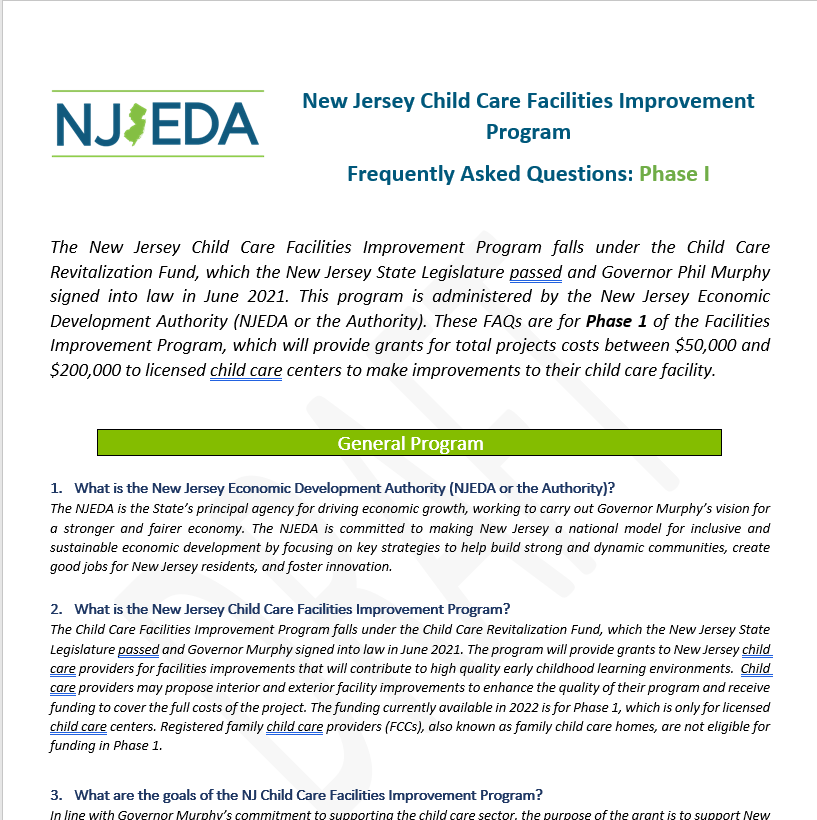 NJEDA
New Jersey Child Care Facilities Improvement
Program
Frequently Asked Questions: Phase I
The New Jersey Child Care Facilities Improvement Program falls under the Child Care
Revitalization Fund, which the New Jersey State Legislature passed and Governor Phil Murphy
signed into law in June 2021. This program is administered by the New Jersey Economic
Development Authority (NJEDA or the Authority). These FAQs are for Phase 1 of the Facilities
Improvement Program, which will provide grants for total projects costs between $50,000 and
$200,000 to licensed child care centers to make improvements to their child care facility.
General Program
1. What is the New Jersey Economic Development Authority (NJEDA or the Authority)?
The NJEDA is the State's principal agency for driving economic growth, working to carry out Governor Murphy's vision for
a stronger and fairer economy. The NJEDA is committed to making New Jersey a national model for inclusive and
sustainable economic development by focusing on key strategies to help build strong and dynamic communities, create
good jobs for New Jersey residents, and foster innovation.
2. What is the New Jersey Child Care Facilities Improvement Program?
The Child Care Facilities Improvement Program falls under the Child Care Revitalization Fund, which the New Jersey State
Legislature passed and Governor Murphy signed into law in June 2021. The program will provide grants to New Jersey child
care providers for facilities improvements that will contribute to high quality early childhood learning environments. Child
care providers may propose interior and exterior facility improvements to enhance the quality of their program and receive
funding to cover the full costs of the project. The funding currently available in 2022 is for Phase 1, which is only for licensed
child care centers. Registered family child care providers (FCCs), also known as family child care homes, are not eligible for
funding in Phase 1.
3. What are the goals of the NJ Child Care Facilities Improvement Program?
In line with Governor Murphy's commitment to supporting the child care sector, the purpose of the grant is to support New
DRAFT